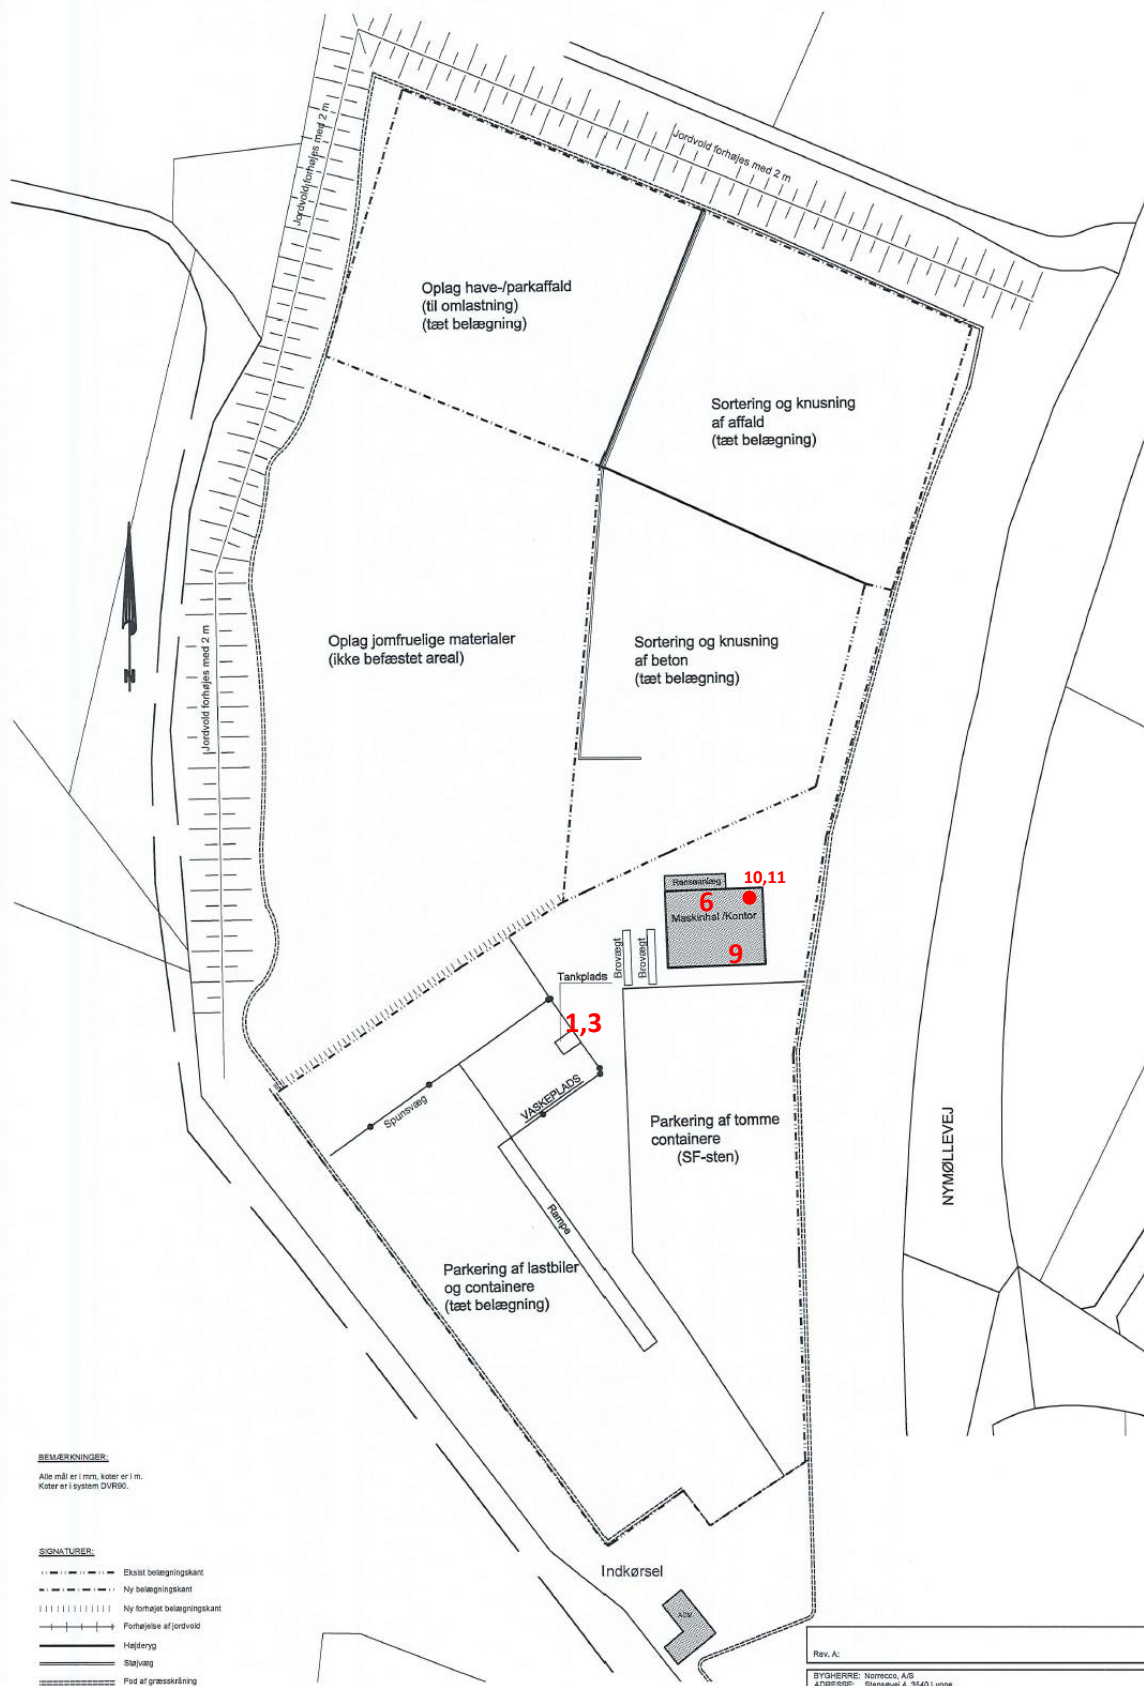 Jordvold forhøjes med 2 m
Jordvold forhøjes med 2 m
Oplag have-/parkaffald
(til omlastning)
(tæt belægning)
Sortering og knusning
af affald
(tæt belægning)
Oplag jomfruelige materialer
(ikke befæstet areal)
Sortering og knusning
af beton
(tæt belægning)
Jordvold forhøjes med 2 m
N
Renseanlæg
10,11
6
Maskinhal /Kontor
9
Brovægt
Brovægt
Tankplads
1,3
VASKEPLADS
Spunsvæg
Parkering af tomme
containere
(SF-sten)
NYMØLLEVEJ
Rampe
Parkering af lastbiler
og containere
(tæt belægning)
BEMÆRKNINGER:
Alle mål er i mm, koter er i m.
Koter er i system DVR90.
SIGNATURER:
Eksist belægningskant
Ny belægningskant
Ny forhøjet belægningskant
Forhøjelse af jordvold
Højderyg
Støjvæg
Fod af græsskråning
Indkørsel
Rev. A:
BYGHERRE: Norrecco, A/S
ADRESSE: Stensøvej 4, 3540 Lynge